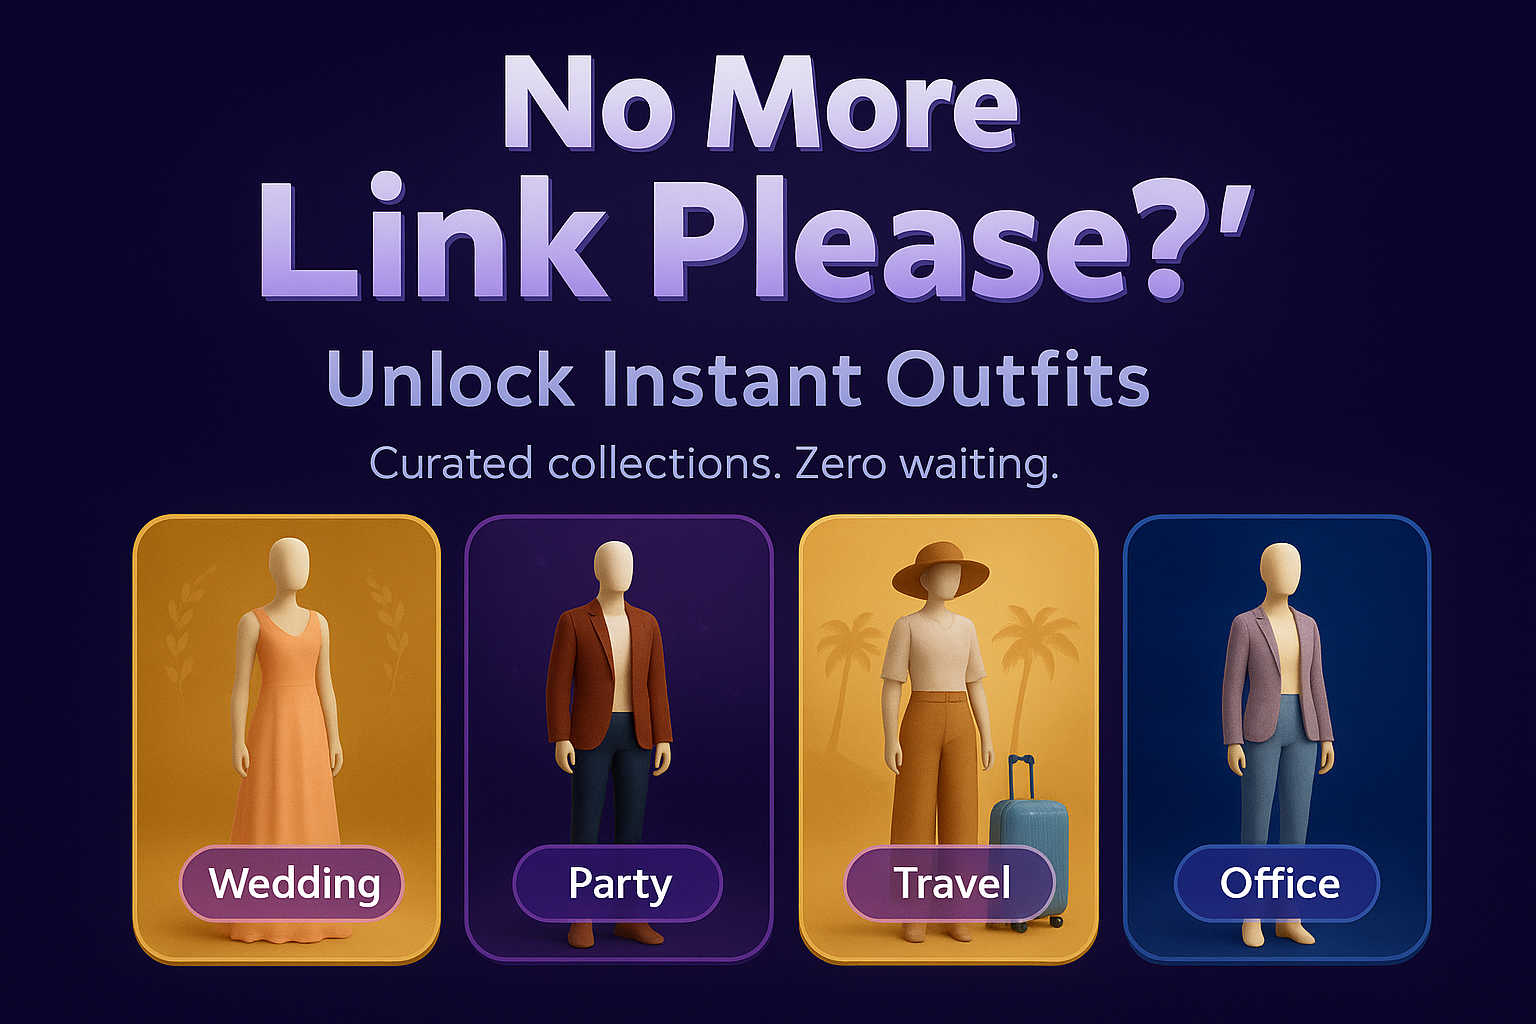 No More
Link Please?’
Unlock Instant Outfits
Curated collections. Zero waiting.
Wedding
Party
Travel
Office